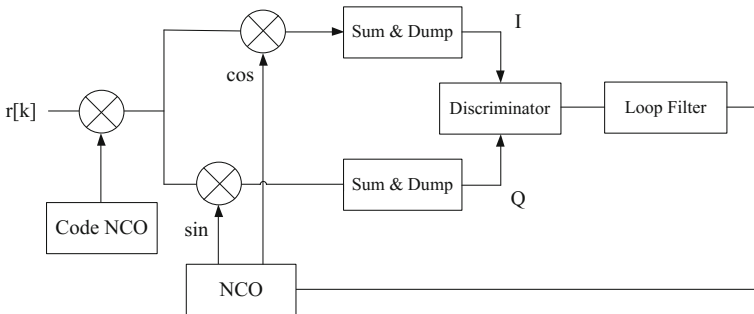 I
Sum & Dump
cos
r[k]
Discriminator
Loop Filter
Sum & Dump
Q
Code NCO
sin
NCO